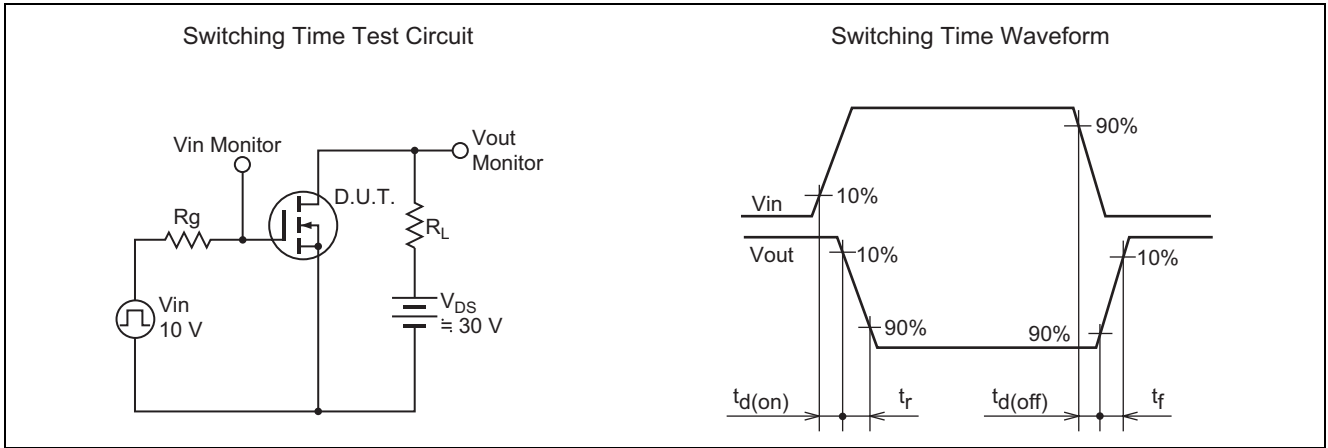 Switching Time Test Circuit
Vin Monitor
Vout
Monitor
D.U.T.
Rg
RL
Vin
10 V
VDS
≒ 30 V
Switching Time Waveform
90%
10%
Vin
Vout
10%
10%
90%
90%
td(on)
tr
td(off)
tf